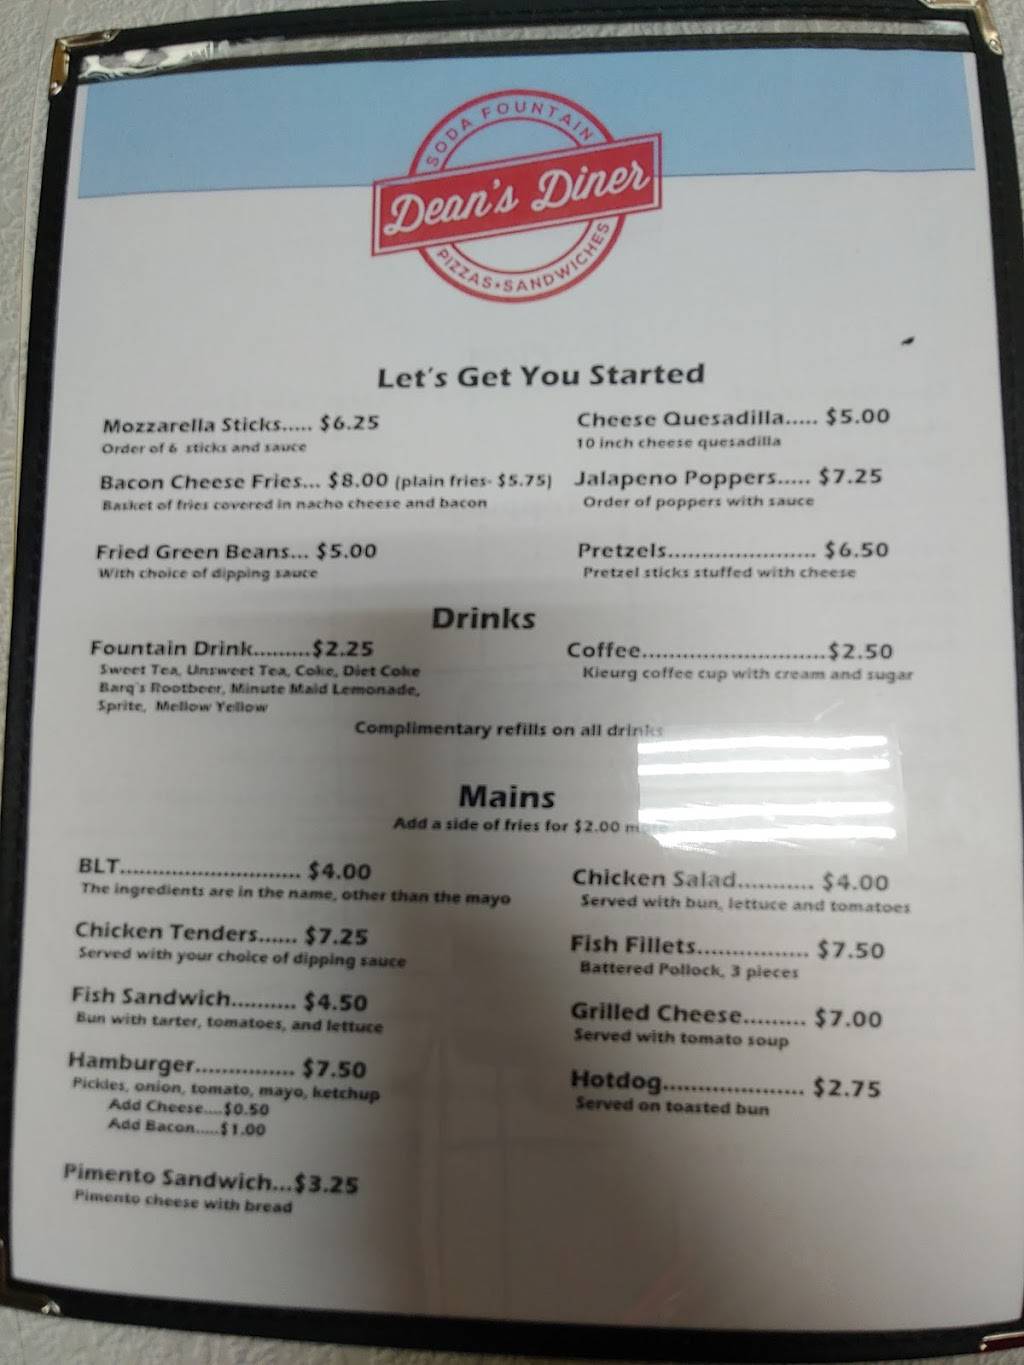 SODA FOUNTAIN
Dean's Diner
PIZZAS•SANDWICHES
Let's Get You Started
Mozzarella Sticks..... $6.25
Order of 6 sticks and sauce
Bacon Cheese Fries... $8.00 (plain fries- $5.75)
Basket of fries covered in nacho cheese and bacon
Fried Green Beans... $5.00
With choice of dipping sauce
Cheese Quesadilla..... $5.00
10 inch cheese quesadilla
Jalapeno Poppers..... $7.25
Order of poppers with sauce
Pretzels...................... $6.50
Pretzel sticks stuffed with cheese
Drinks
Fountain Drink.........$2.25
Sweet Tea, Unsweet Tea, Coke, Diet Coke
Barq's Rootbeer, Minute Maid Lemonade,
Sprite, Mellow Yellow
Coffee...........................$2.50
Kieurg coffee cup with cream and sugar
Complimentary refills on all drinks
Mains
Add a side of fries for $2.00 more
BLT........................... $4.00
The ingredients are in the name, other than the mayo
Chicken Tenders...... $7.25
Served with your choice of dipping sauce
Fish Sandwich.......... $4.50
Bun with tarter, tomatoes, and lettuce
Hamburger............... $7.50
Pickles, onion, tomato, mayo, ketchup
Add Cheese....$0.50
Add Bacon.....$1.00
Pimento Sandwich...$3.25
Pimento cheese with bread
Chicken Salad........... $4.00
Served with bun, lettuce and tomatoes
Fish Fillets................. $7.50
Battered Pollock, 3 pieces
Grilled Cheese......... $7.00
Served with tomato soup
Hotdog..................... $2.75
Served on toasted bun